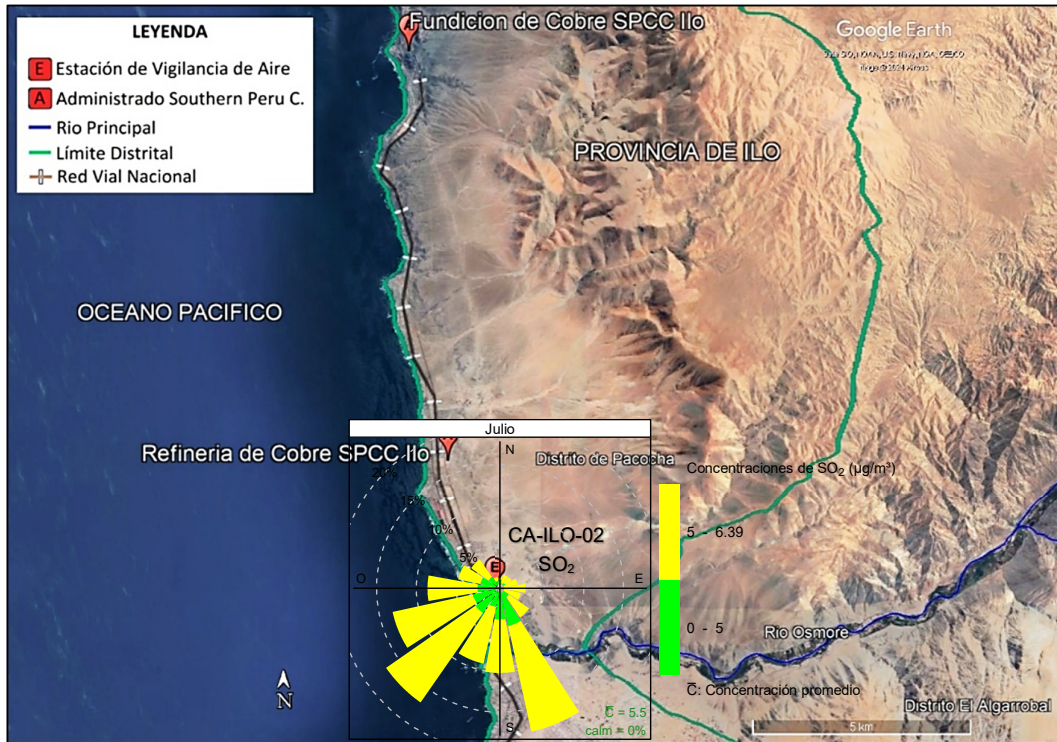 LEYENDA
E Estación de Vigilancia de Aire
A Administrado Southern Peru C.
Rio Principal
Límite Distrital
Red Vial Nacional
Fundicion de Cobre SPCC Ilo
Google Earth
PROVINCIA DE ILO
OCEANO PACIFICO
Julio
Refineria de Cobre SPCC Ilo
N
Distrito de Pacocha
Concentraciones de SO₂ (µg/m³)
20%
15%
10%
5%
CA-ILO-02
SO₂
E
O
E
5 - 6.39
0 - 5
Rio Osmore
C̅: Concentración promedio
N
Distrito El Algarrobal
C̅ = 5.5
calm = 0%
S
5 km